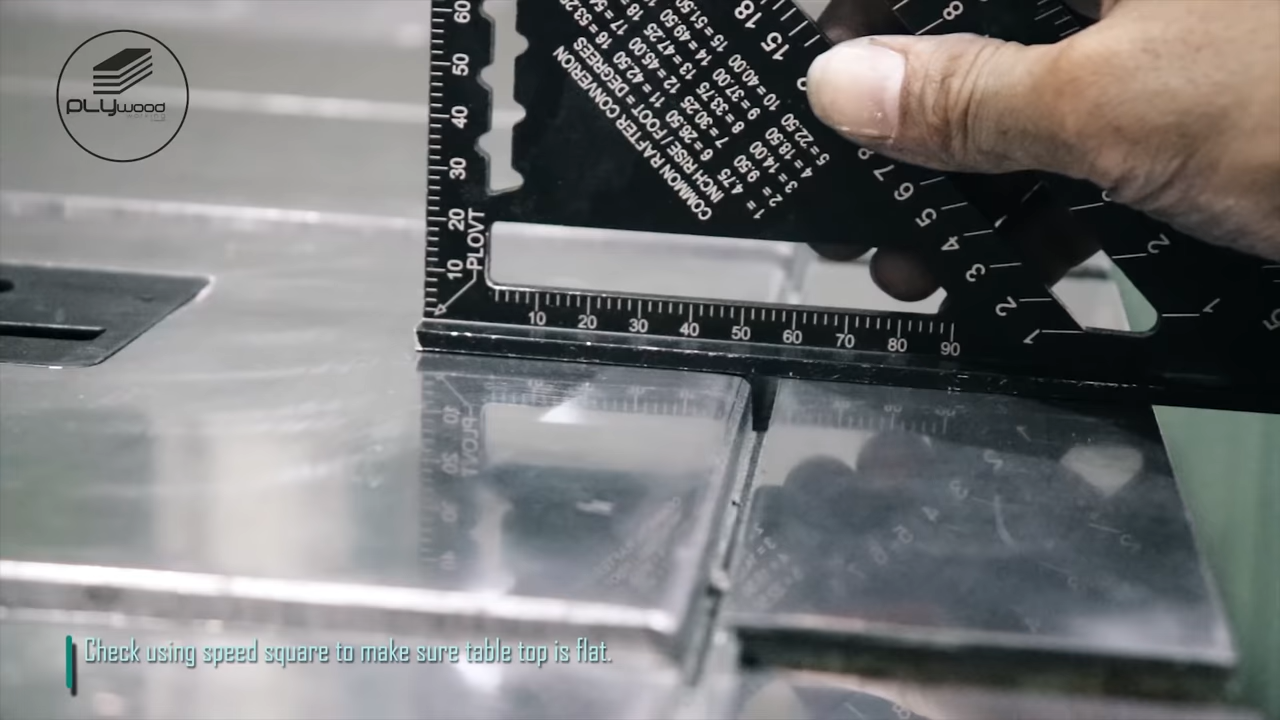 PLYwood
60
50
40
30
20
10
PLOVT
COMMON RAFTER CONVERION
INCH RISE/FOOT = DEGREES
1= 4.75 6 =26.50 11 = 42.50
2= 9.50 7 =30.25 12 =45.00
3 =14.00 8 =33.75 13 =47.25
4 =18.50 9 =37.00 14 =49.50
5 =22.50 10 =40.00 15 =51.50
18
15
8
7
6
5
4
3
2
1
10 20 30 40 50 60 70 80 90
Check using speed square to make sure table top is flat.